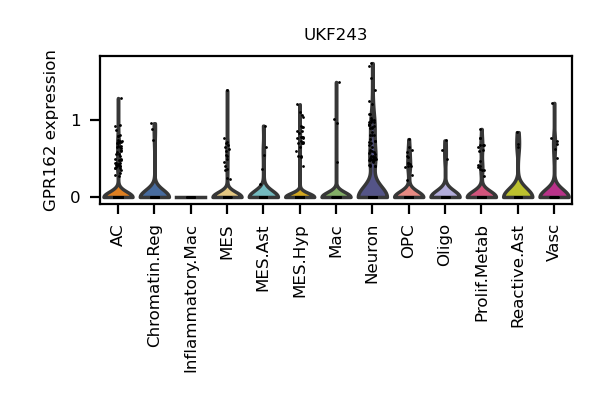 UKF243
GPR162 expression
1
0
AC
Chromatin.Reg
Inflammatory.Mac
MES
MES.Ast
MES.Hyp
Mac
Neuron
OPC
Oligo
Prolif.Metab
Reactive.Ast
Vasc